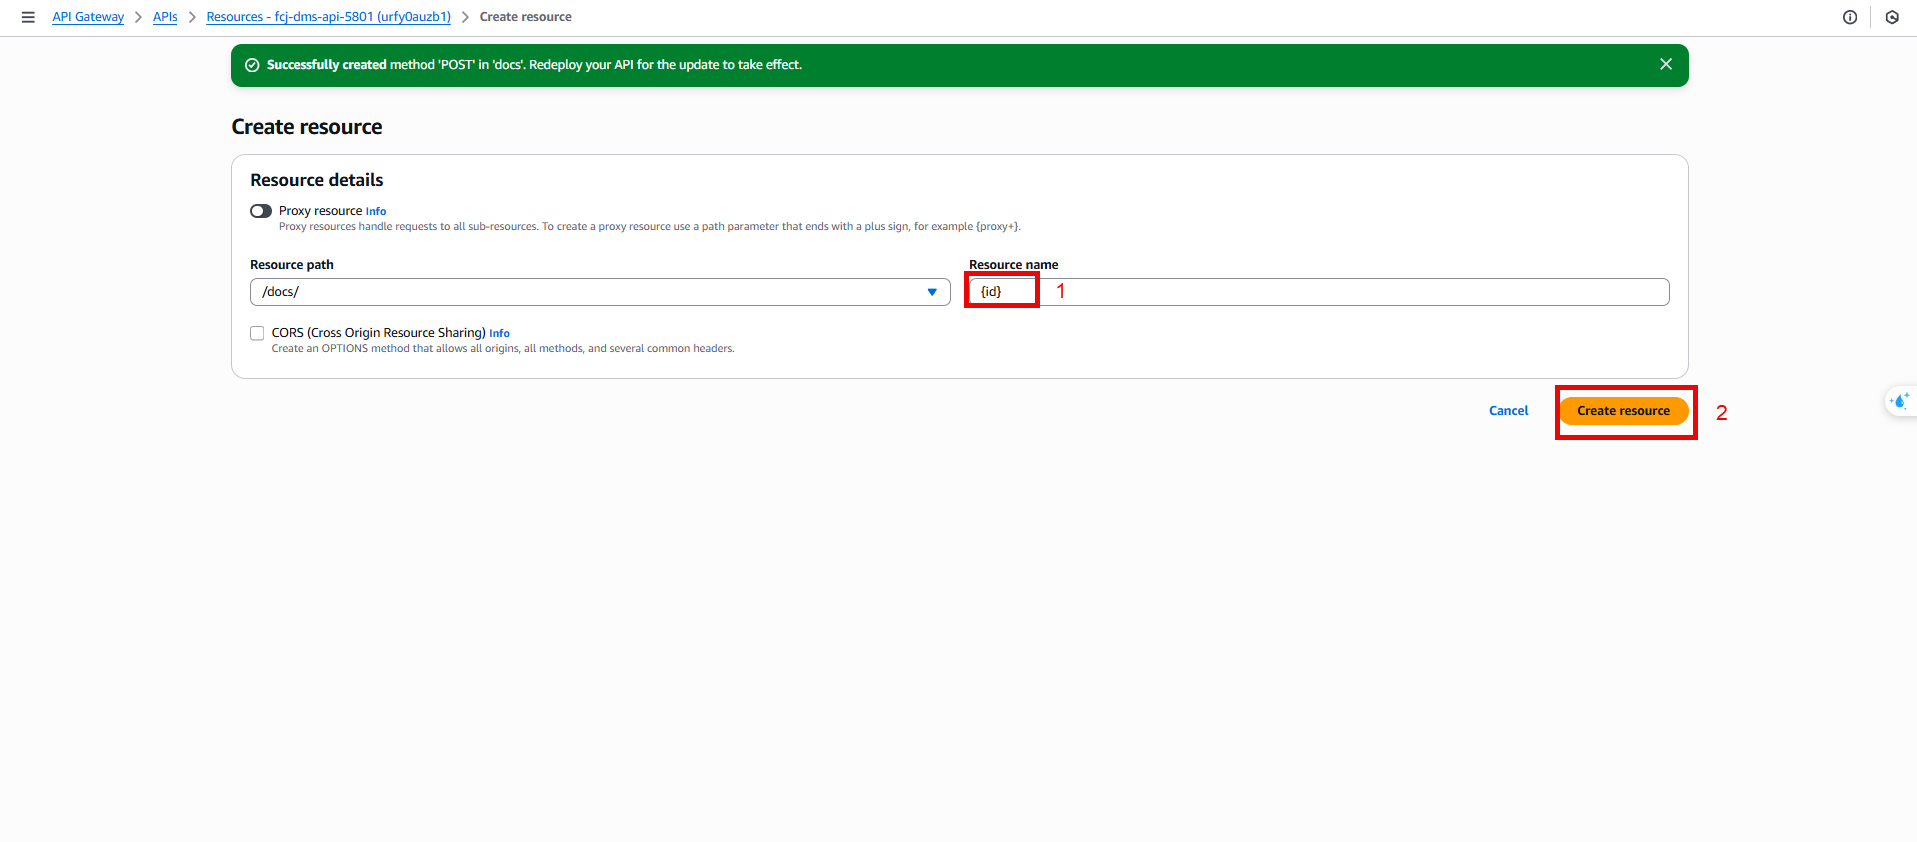 API Gateway > APIs > Resources - fcj-dms-api-5801 (urfy0auzb1) > Create resource
Successfully created method 'POST' in 'docs'. Redeploy your API for the update to take effect.
Create resource
Resource details
Proxy resource Info
Proxy resources handle requests to all sub-resources. To create a proxy resource use a path parameter that ends with a plus sign, for example {proxy+}.
Resource path
/docs/
Resource name
{id} 1
CORS (Cross Origin Resource Sharing) Info
Create an OPTIONS method that allows all origins, all methods, and several common headers.
Cancel Create resource 2